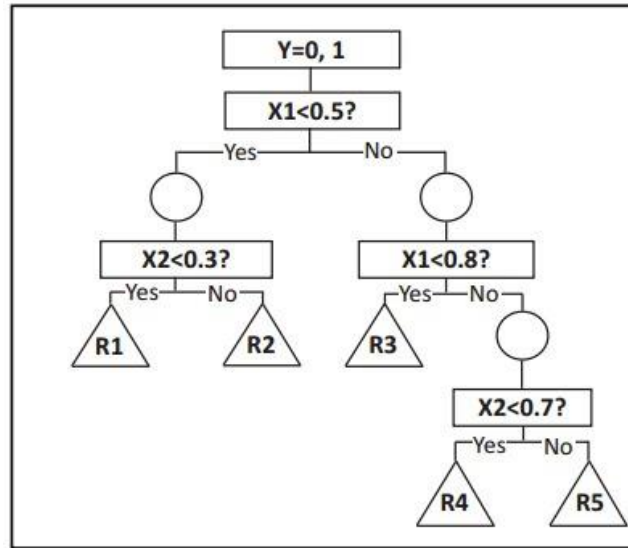 Y=0, 1
X1<0.5?
Yes No
X2<0.3? X1<0.8?
Yes No Yes No
R1 R2 R3
X2<0.7?
Yes No
R4 R5